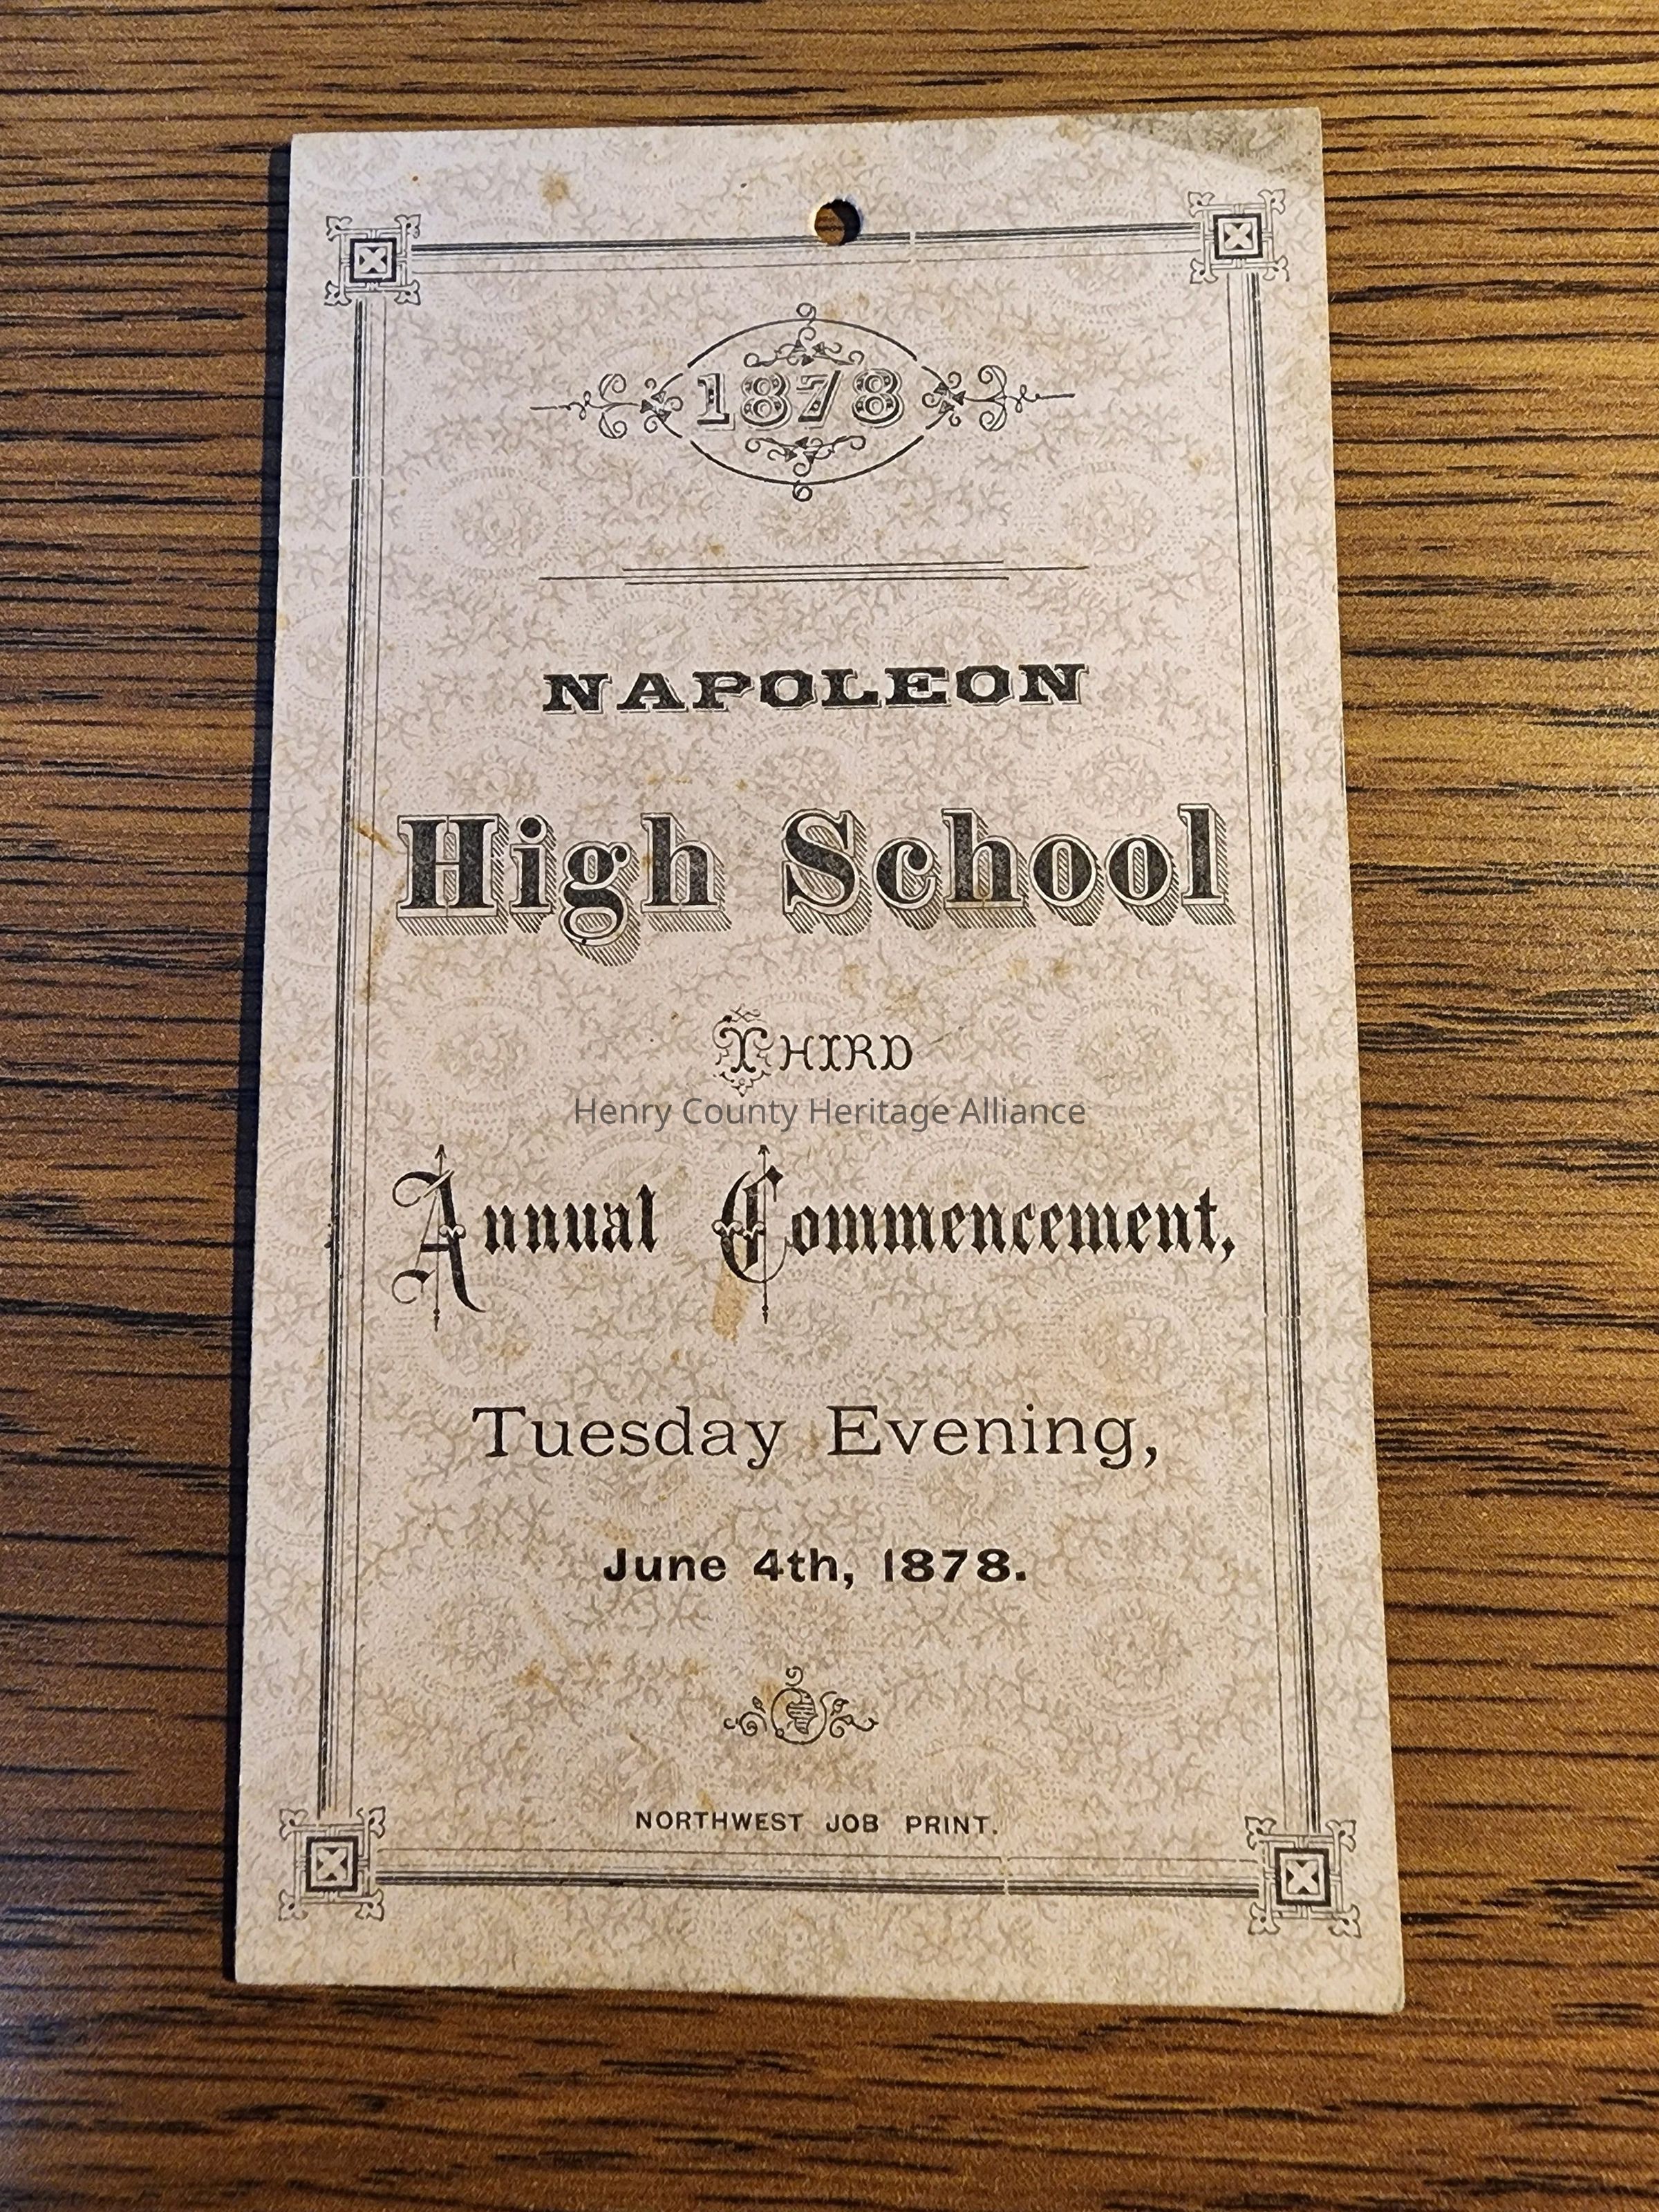 1878
NAPOLEON
High School
THIRD
Henry County Heritage Alliance
Annual Commencement,
Tuesday Evening,
June 4th, 1878.
NORTHWEST JOB PRINT.